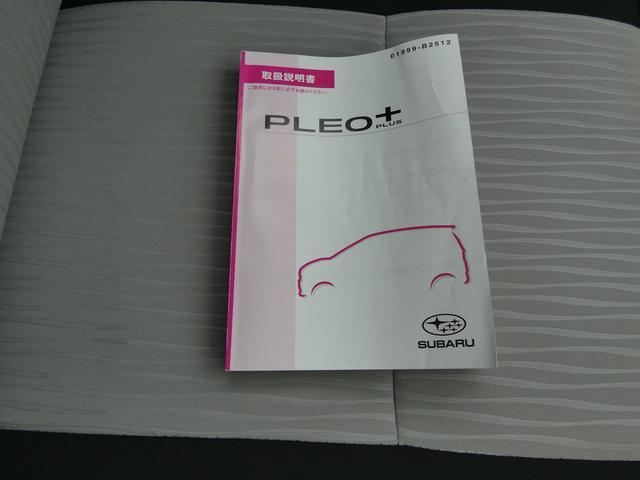 01999-B2512
取扱説明書
ご使用になる前に必ずお読みください。
PLEO+
PLUS
SUBARU